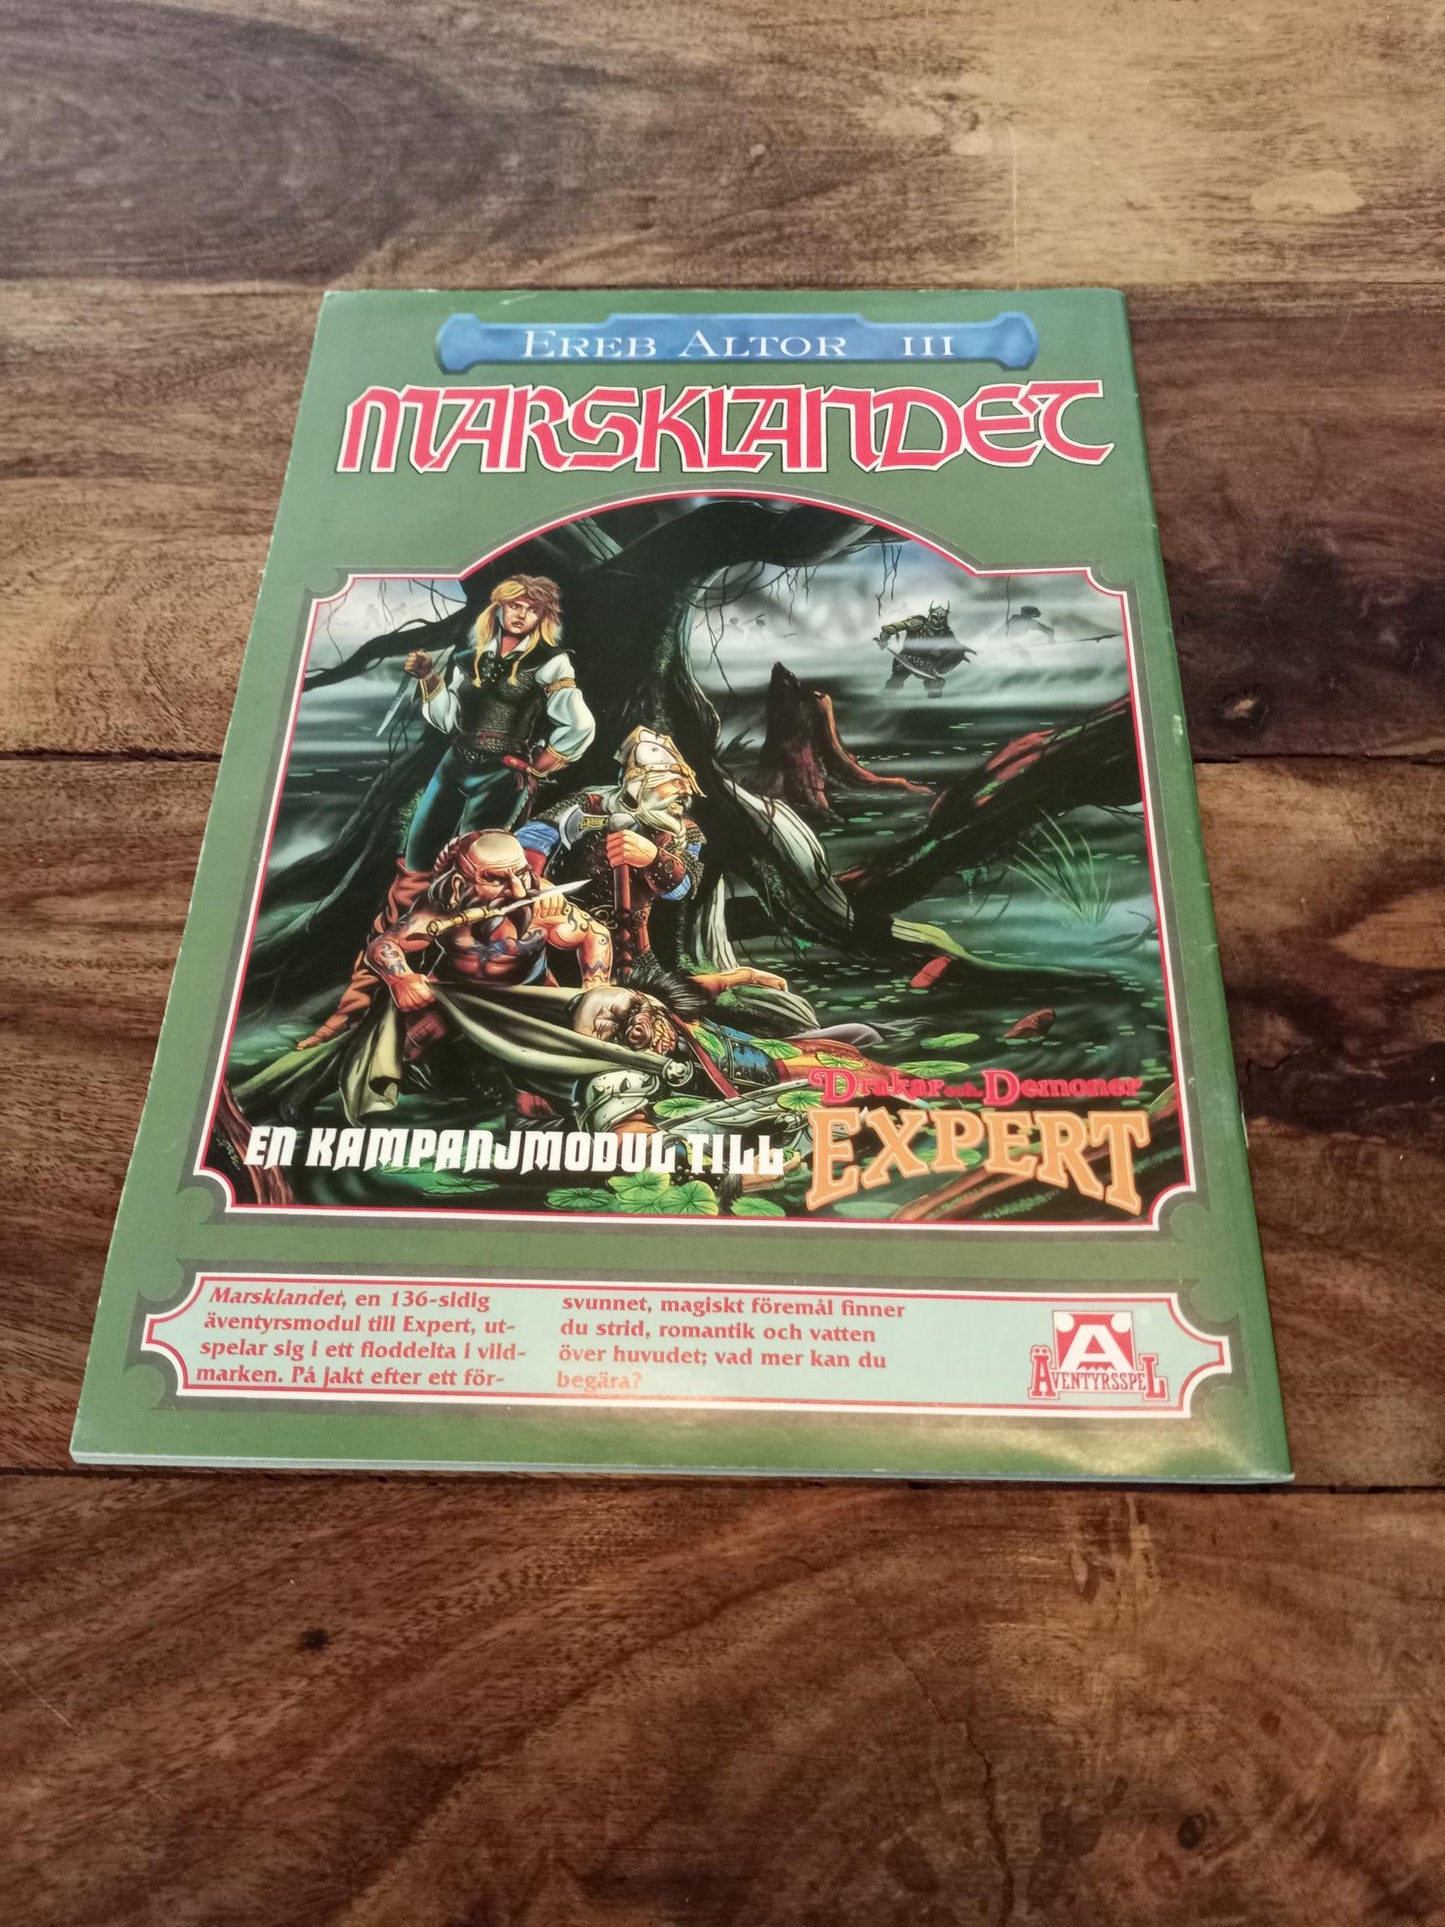 EREB ALTOR III
MARSKLANDET
Drakar och Demoner
EN KAMPANJMODUL TILL EXPERT
Marsklandet, en 136-sidig
äventyrsmodul till Expert, ut-
spelar sig i ett floddelta i vild-
marken. På jakt efter ett för-
svunnet, magiskt föremål finner
du strid, romantik och vatten
över huvudet; vad mer kan du
begära?
Ä
®
ÄVENTYRSSPEL